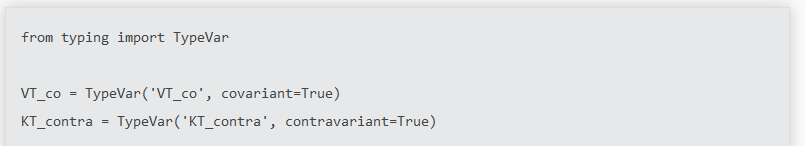 from typing import TypeVar
VT_co = TypeVar('VT_co', covariant=True)
KT_contra = TypeVar('KT_contra', contravariant=True)